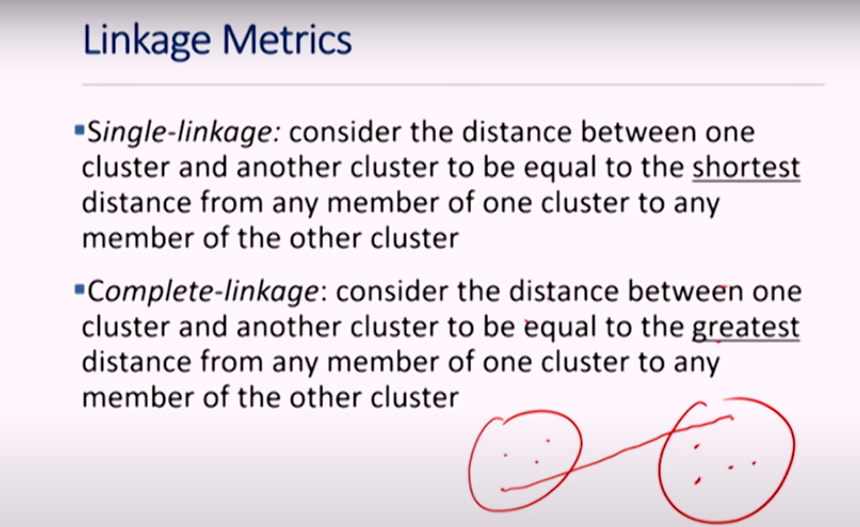 Linkage Metrics
▪Single-linkage: consider the distance between one
cluster and another cluster to be equal to the shortest
distance from any member of one cluster to any
member of the other cluster
▪Complete-linkage: consider the distance between one
cluster and another cluster to be equal to the greatest
distance from any member of one cluster to any
member of the other cluster